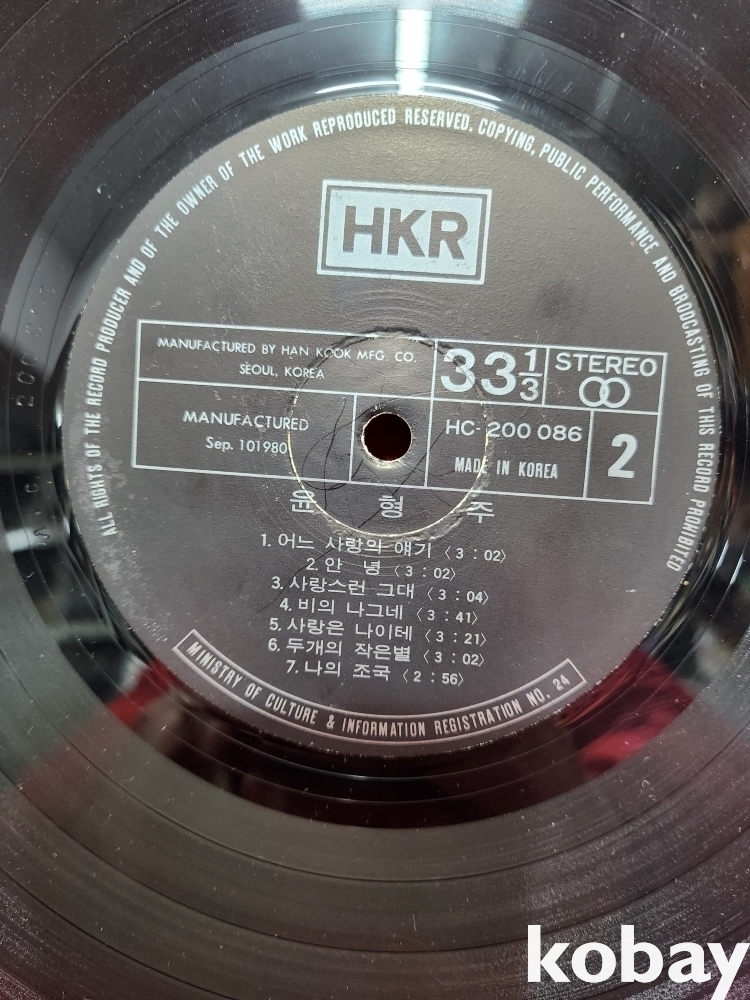 ALL RIGHTS OF THE RECORD PRODUCER AND OF THE OWNER OF THE WORK REPRODUCED RESERVED. COPYING, PUBLIC PERFORMANCE AND BRODCASTING OF THIS RECORD PROHIBITED
HKR
MANUFACTURED BY HAN KOOK MFG. CO.
SEOUL, KOREA
33 1/3
STEREO
MANUFACTURED
Sep. 101980
HC- 200 086
MADE IN KOREA
2
윤 형 주
1. 어느 사랑의 얘기 〈3 : 02〉
2. 안 녕 〈3 : 02〉
3. 사랑스런 그대 〈3 : 04〉
4. 비의 나그네 〈3 : 41〉
5. 사랑은 나이테 〈3 : 21〉
6. 두개의 작은별 〈3 : 02〉
7. 나의 조국 〈2 : 56〉
MINISTRY OF CULTURE & INFORMATION REGISTRATION NO. 24
kobay